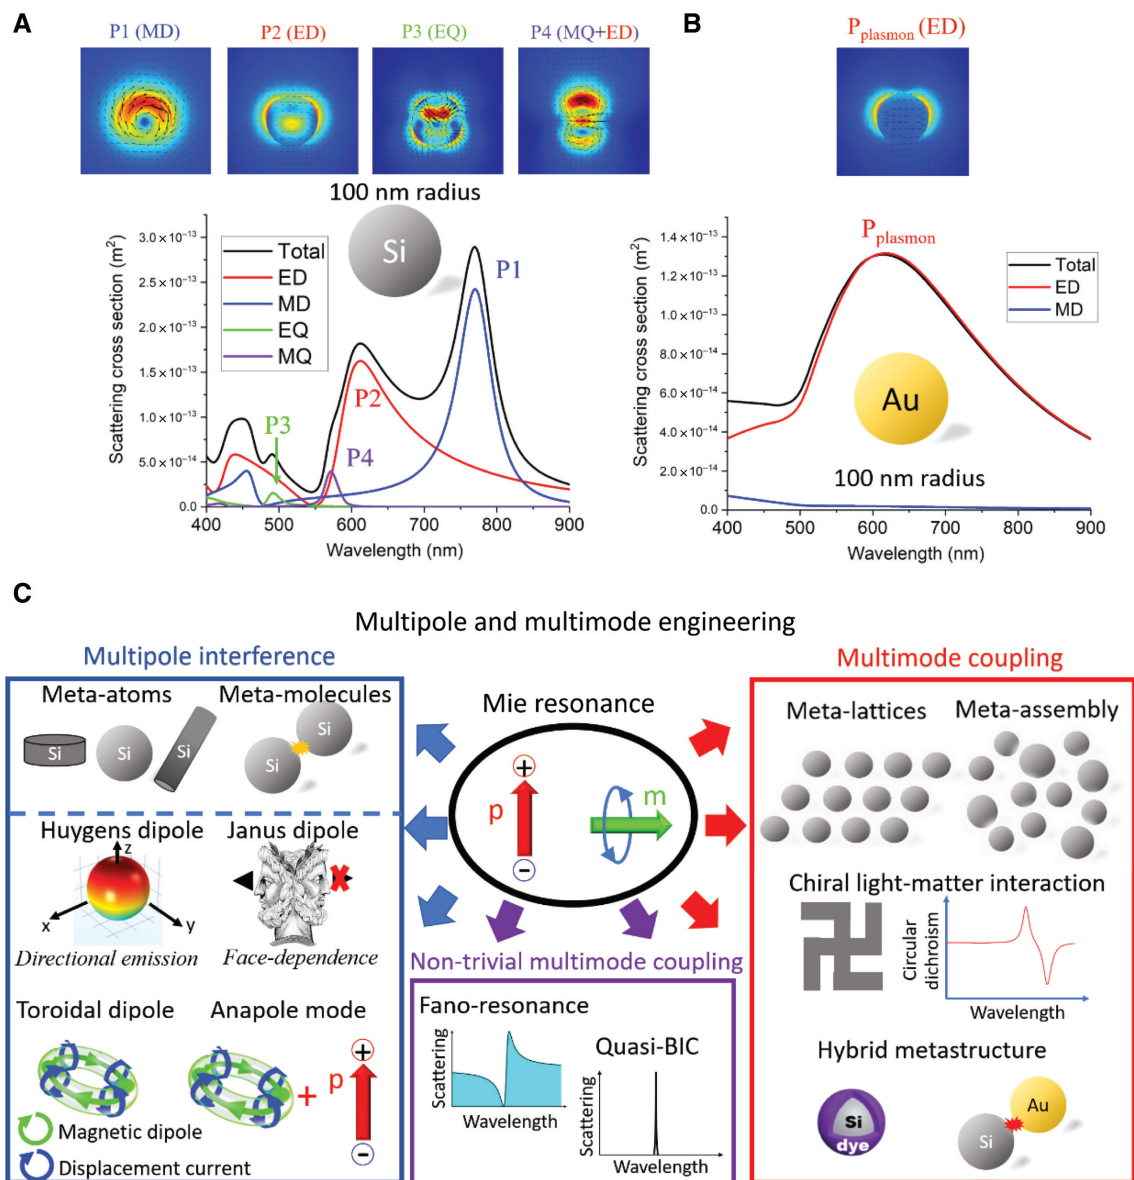 A
P1 (MD)
P2 (ED)
P3 (EQ)
P4 (MQ+ED)
100 nm radius
Si
Scattering cross section (m²)
3.0×10⁻¹³
2.5×10⁻¹³
2.0×10⁻¹³
1.5×10⁻¹³
1.0×10⁻¹³
5.0×10⁻¹⁴
0.0
Total
ED
MD
EQ
MQ
P1
P2
P3
P4
400 500 600 700 800 900
Wavelength (nm)
B
P_plasmon (ED)
P_plasmon
Scattering cross section (m²)
1.4×10⁻¹³
1.2×10⁻¹³
1.0×10⁻¹³
8.0×10⁻¹⁴
6.0×10⁻¹⁴
4.0×10⁻¹⁴
2.0×10⁻¹⁴
0.0
Total
ED
MD
Au
100 nm radius
400 500 600 700 800 900
Wavelength (nm)
C
Multipole and multimode engineering
Multipole interference
Meta-atoms
Meta-molecules
Si
Si
Si
Si
Si
Huygens dipole
Janus dipole
z
x
y
Directional emission
Face-dependence
Toroidal dipole
Anapole mode
+
p
+
−
Magnetic dipole
Displacement current
Mie resonance
+
p
−
m
Non-trivial multimode coupling
Fano-resonance
Scattering
Wavelength
Quasi-BIC
Scattering
Wavelength
Multimode coupling
Meta-lattices
Meta-assembly
Chiral light-matter interaction
Circular
dichroism
Wavelength
Hybrid metastructure
Si
dye
Si
Au